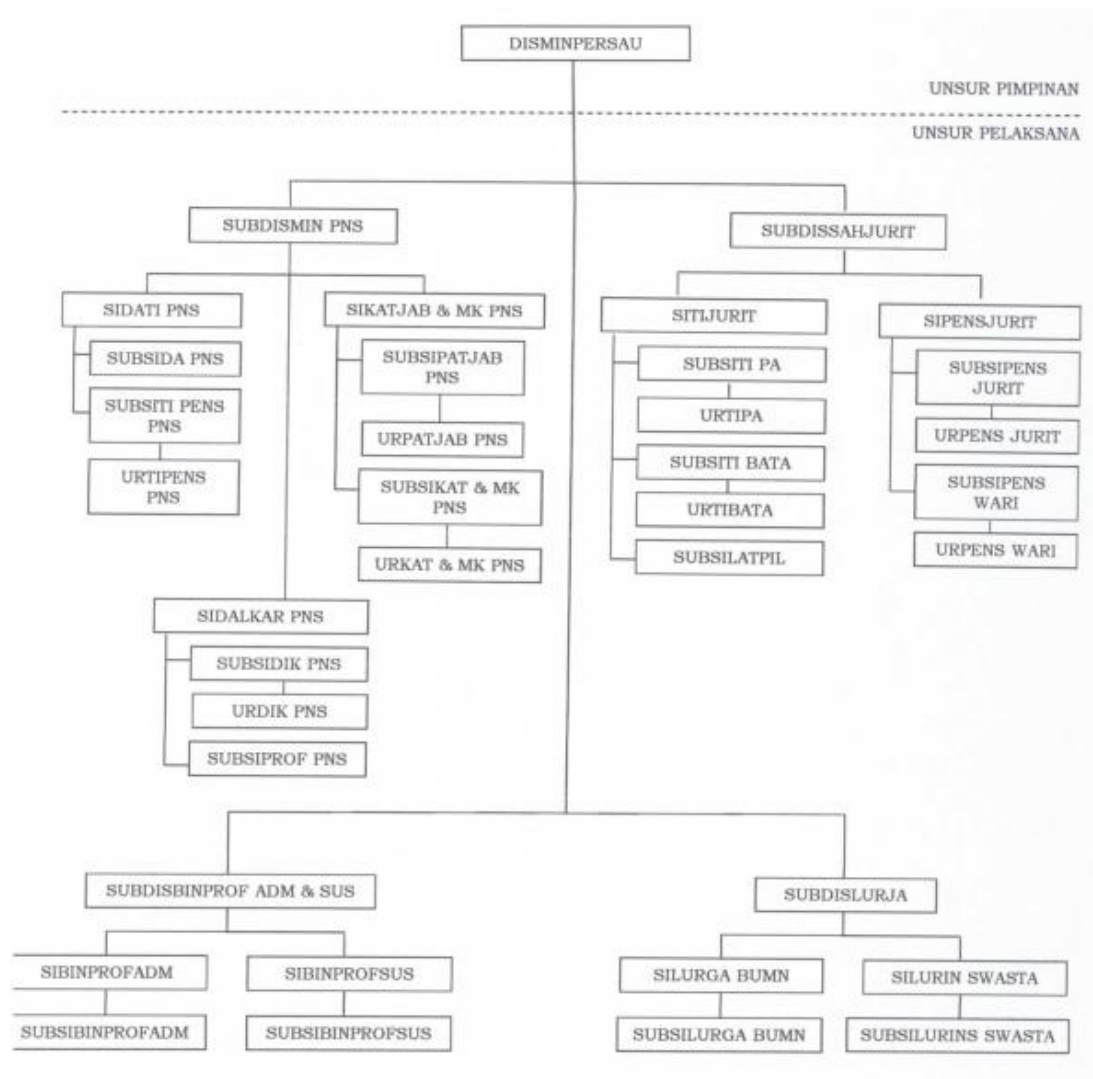 DISMINPERSAU
UNSUR PIMPINAN
UNSUR PELAKSANA
SUBDISMIN PNS
SUBDISSAHJURIT
SIDATI PNS
SUBSIDA PNS
SUBSITI PENS
PNS
URTIPENS
PNS
SIKATJAB & MK PNS
SUBSIPATJAB
PNS
URPATJAB PNS
SUBSIKAT & MK
PNS
URKAT & MK PNS
SIDALKAR PNS
SUBSIDIK PNS
URDIK PNS
SUBSIPROF PNS
SITIJURIT
SUBSITI PA
URTIPA
SUBSITI BATA
URTIBATA
SUBSILATPIL
SIPENSJURIT
SUBSIPENS
JURIT
URPENS JURIT
SUBSIPENS
WARI
URPENS WARI
SUBDISBINPROF ADM & SUS
SUBDISLURJA
SIBINPROFADM
SUBSIBINPROFADM
SIBINPROFSUS
SUBSIBINPROFSUS
SILURGA BUMN
SUBSILURGA BUMN
SILURIN SWASTA
SUBSILURINS SWASTA